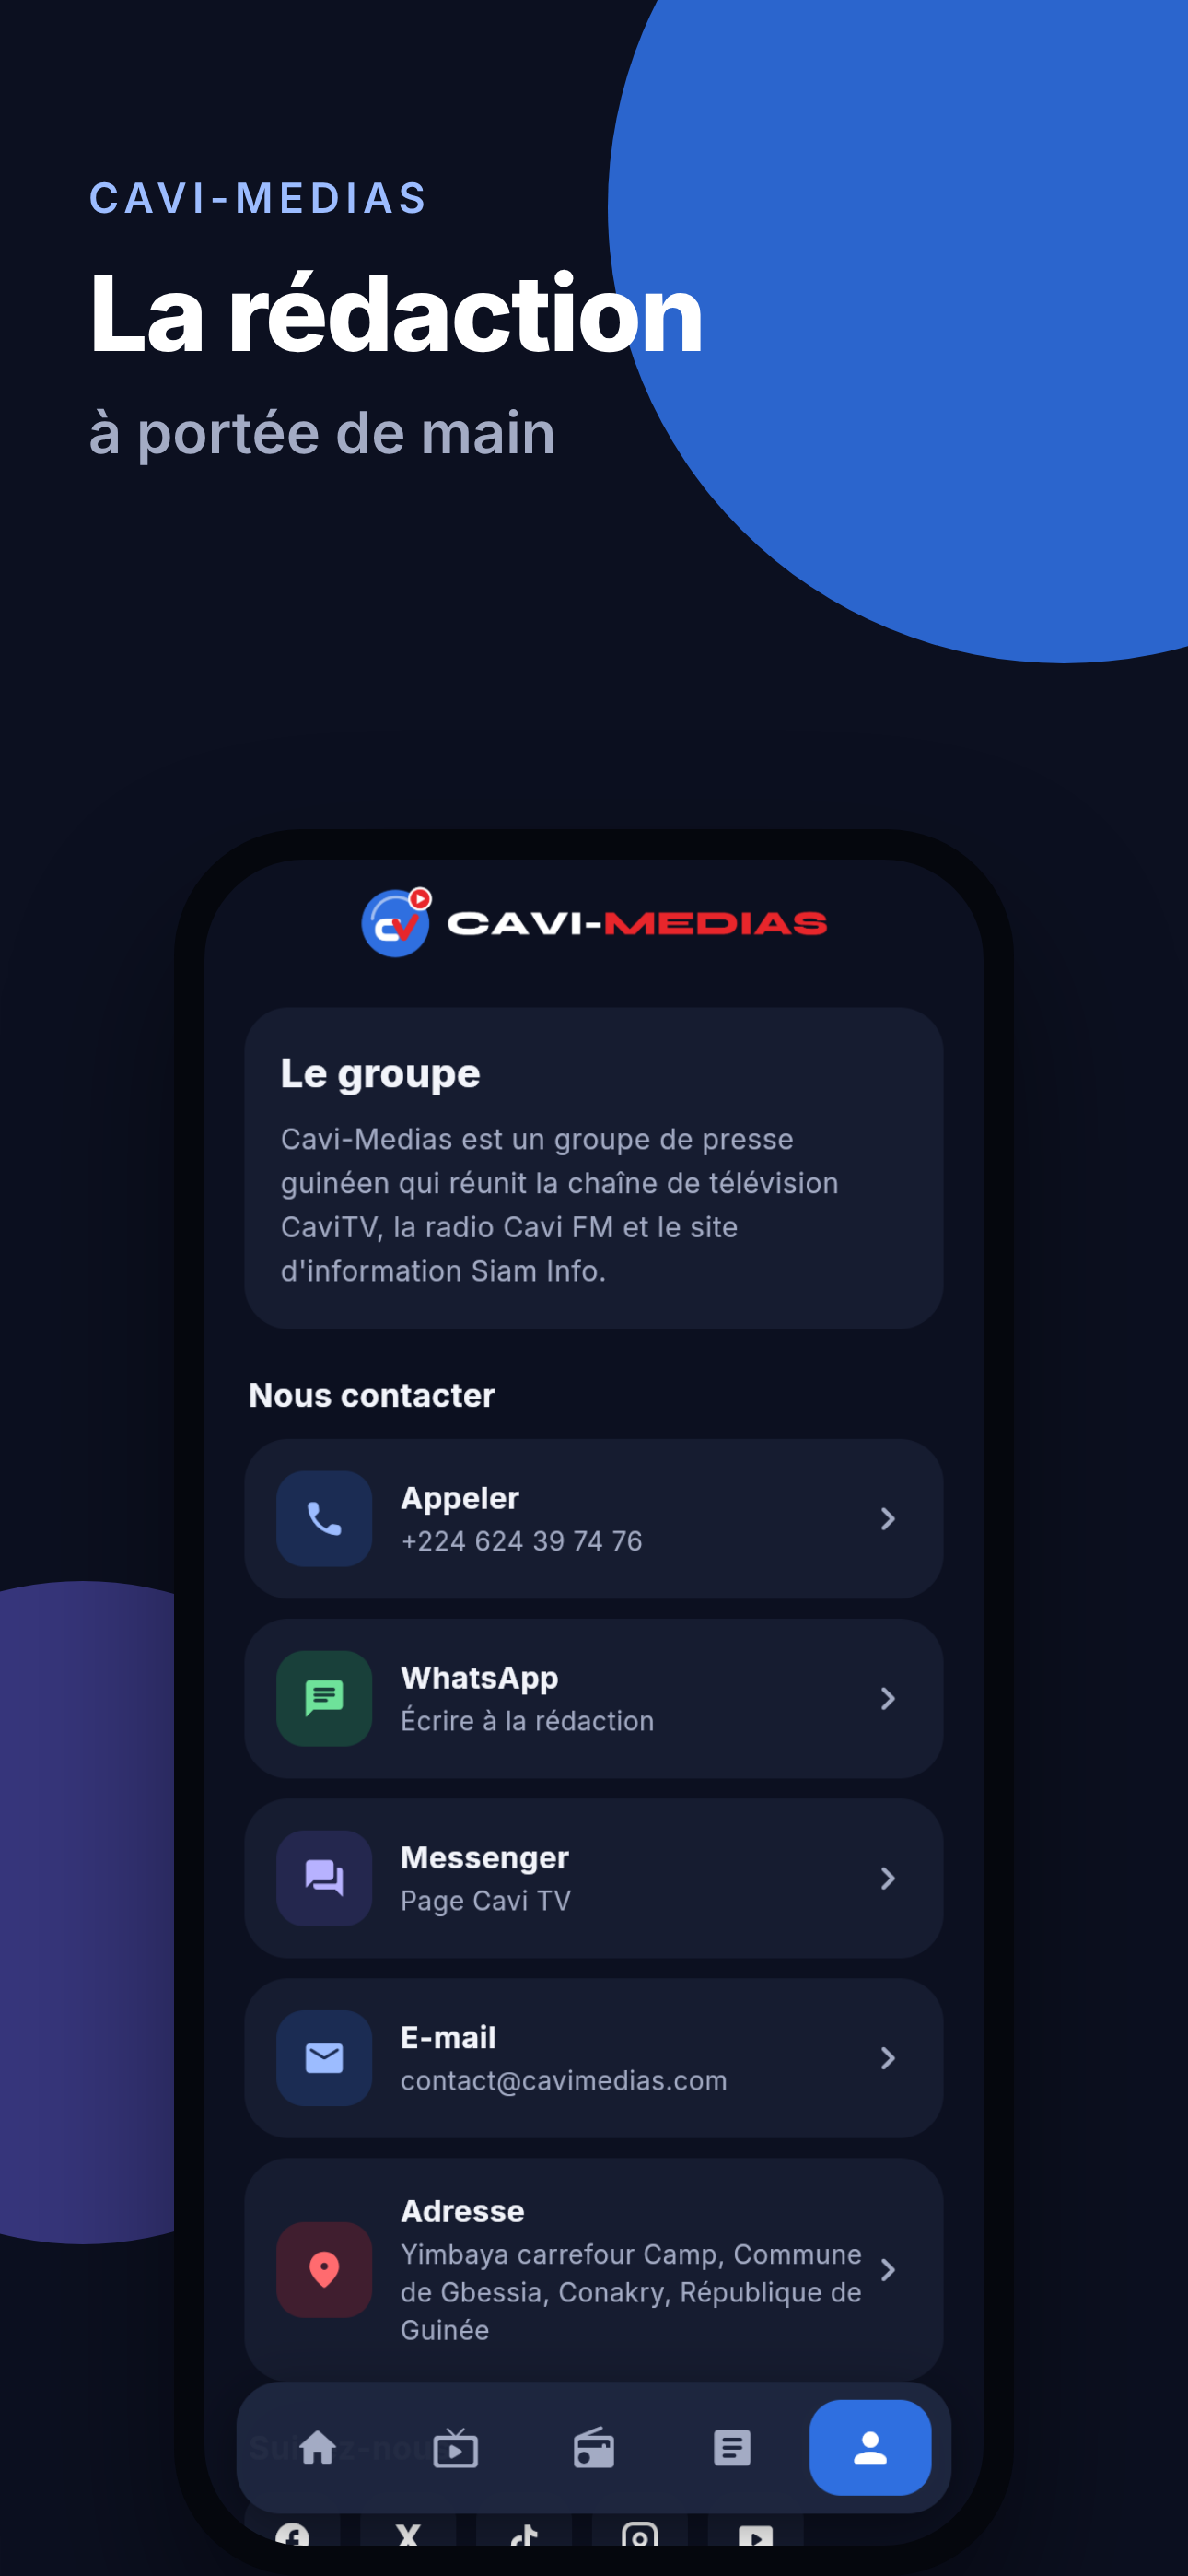 CAVI-MEDIAS
La rédaction
à portée de main
CAVI-MEDIAS
Le groupe
Cavi-Medias est un groupe de presse
guinéen qui réunit la chaîne de télévision
CaviTV, la radio Cavi FM et le site
d'information Siam Info.
Nous contacter
Appeler
+224 624 39 74 76
WhatsApp
Écrire à la rédaction
Messenger
Page Cavi TV
E-mail
contact@cavimedias.com
Adresse
Yimbaya carrefour Camp, Commune
de Gbessia, Conakry, République de
Guinée